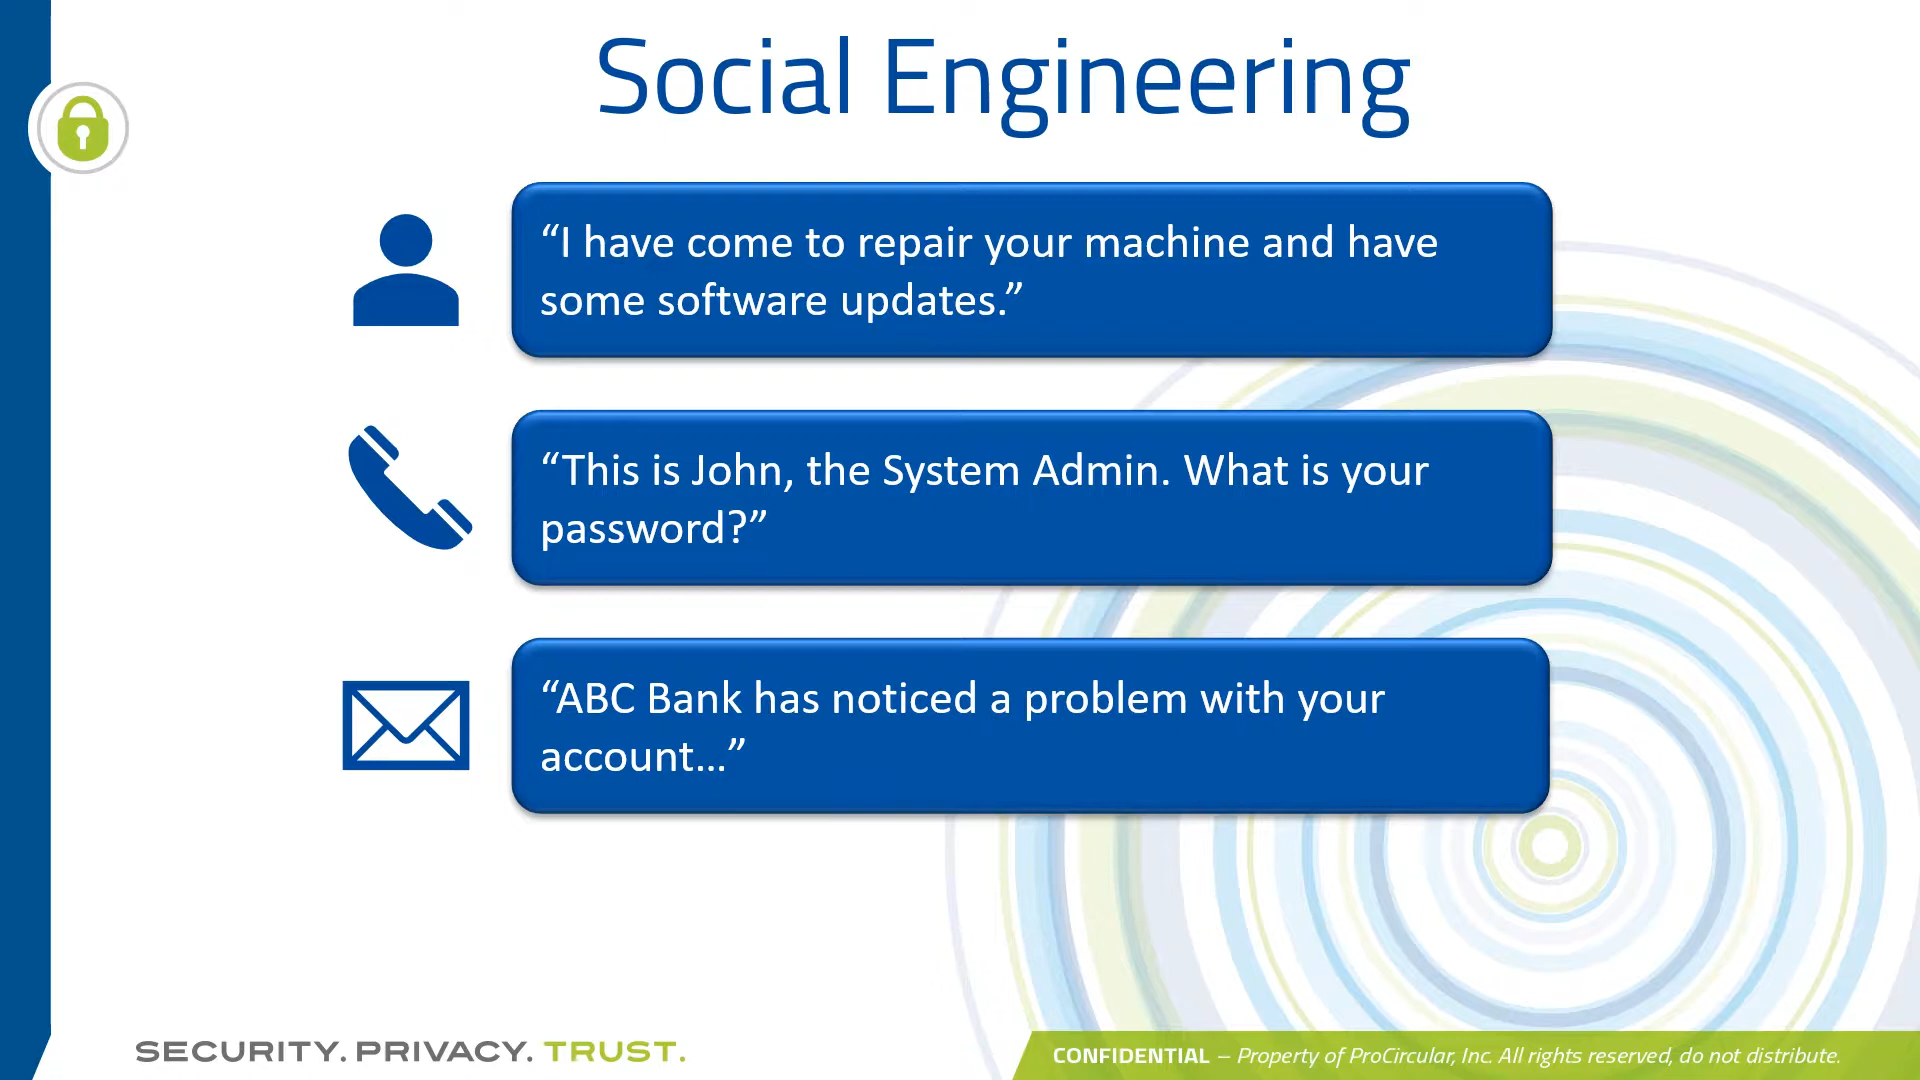 Social Engineering
“I have come to repair your machine and have
some software updates.”
“This is John, the System Admin. What is your
password?”
“ABC Bank has noticed a problem with your
account…”
SECURITY. PRIVACY. TRUST.
CONFIDENTIAL – Property of ProCircular, Inc. All rights reserved, do not distribute.